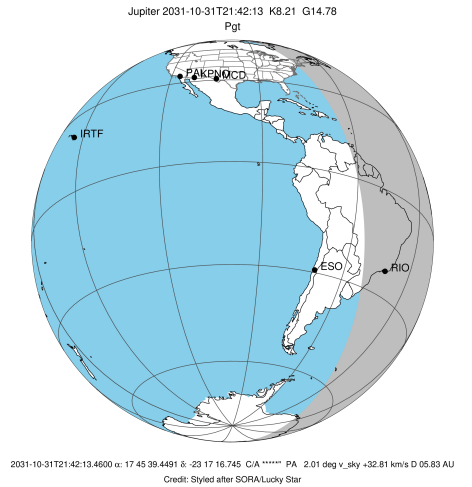 Jupiter 2031-10-31T21:42:13 K8.21 G14.78
Pgt
PAL KPNO MCD
IRTF
ESO
RIO
2031-10-31T21:42:13.4600 α: 17 45 39.4491 δ: -23 17 16.745 C/A *****" PA 2.01 deg v_sky +32.81 km/s D 05.83 AU
Credit: Styled after SORA/Lucky Star